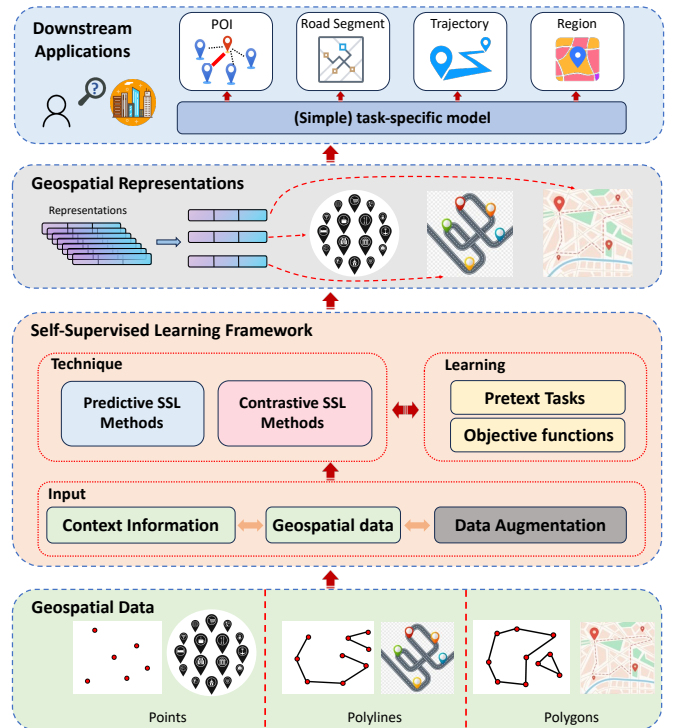 Downstream
Applications
POI
Road Segment
Trajectory
Region
?
(Simple) task-specific model
Geospatial Representations
Representations
Self-Supervised Learning Framework
Technique
Predictive SSL
Methods
Contrastive SSL
Methods
Learning
Pretext Tasks
Objective functions
Input
Context Information
Geospatial data
Data Augmentation
Geospatial Data
Points
Polylines
Polygons